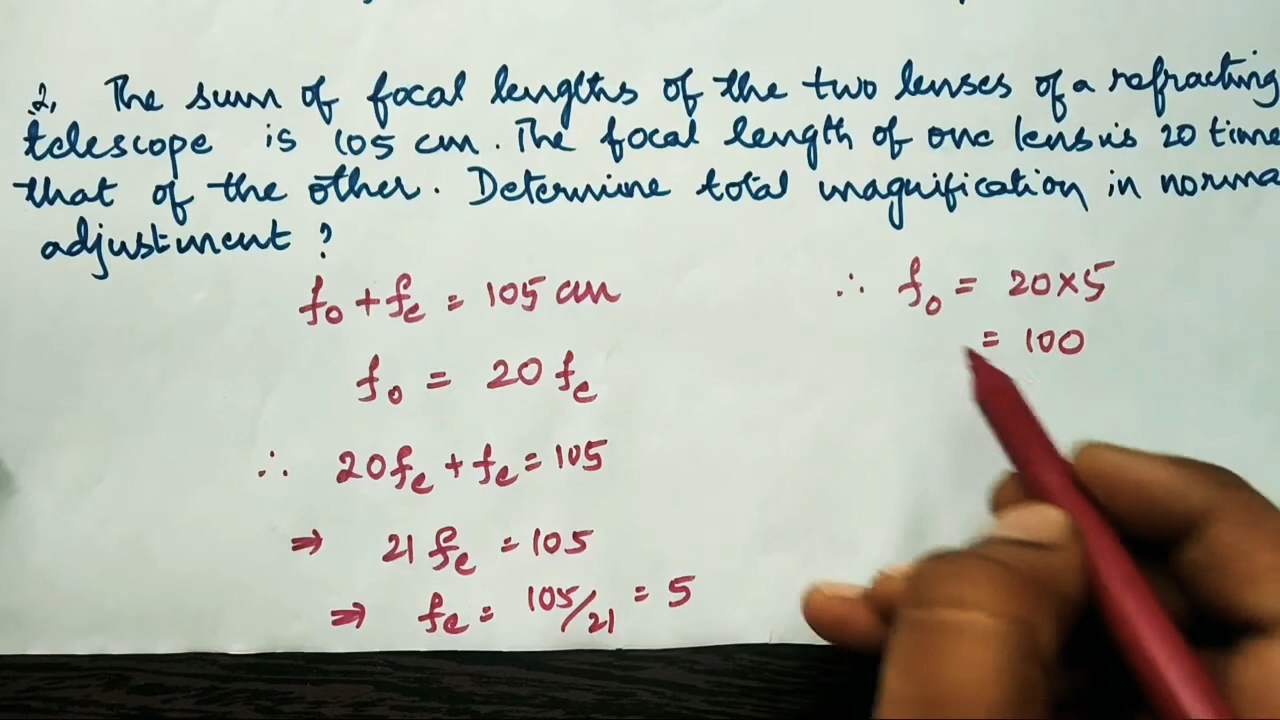 2. The sum of focal lengths of the two lenses of a refracting
telescope is 105 cm. The focal length of one lens is 20 time
that of the other. Determine total magnification in norma
adjustment ?
f₀ + fₑ = 105 cm
f₀ = 20 fₑ
∴ 20fₑ + fₑ = 105
⇒ 21 fₑ = 105
⇒ fₑ = 105/21 = 5
∴ f₀ = 20×5
= 100